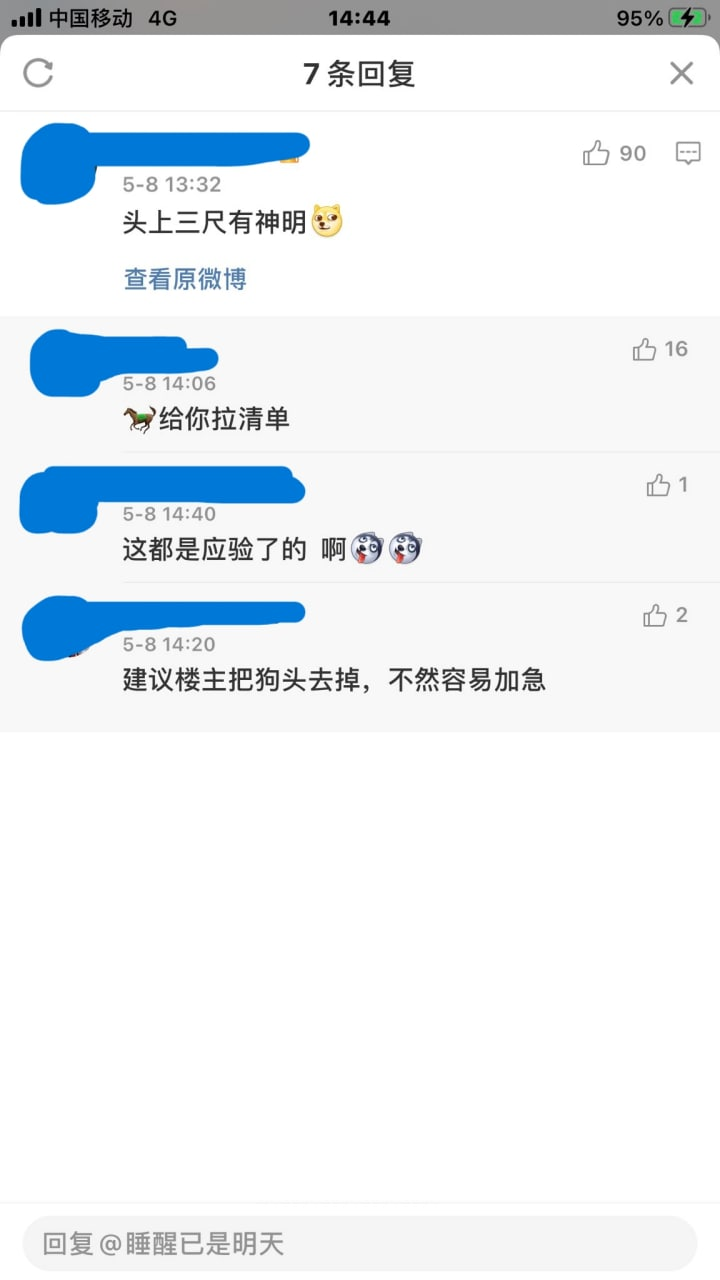 中国移动 4G 14:44 95%
7 条回复
90
5-8 13:32
头上三尺有神明
查看原微博
16
5-8 14:06
给你拉清单
1
5-8 14:40
这都是应验了的 啊
2
5-8 14:20
建议楼主把狗头去掉，不然容易加急
回复@睡醒已是明天